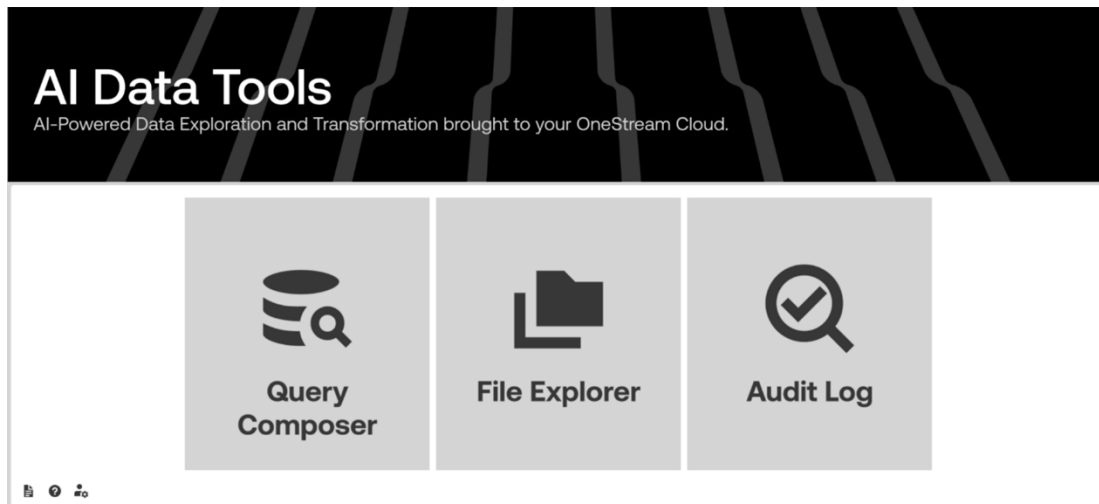 AI Data Tools
AI-Powered Data Exploration and Transformation brought to your OneStream Cloud.
Query
Composer
File Explorer
Audit Log